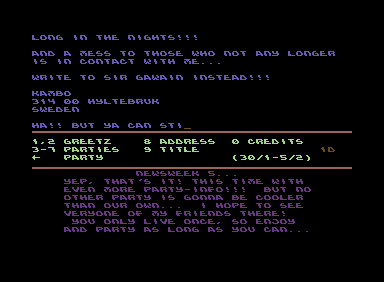 LONG IN THE NIGHTS!!!
AND A MESS TO THOSE WHO NOT ANY LONGER
IS IN CONTACT WITH ME...
WRITE TO SIR GAWAIN INSTEAD!!!
KAMBO
314 00 HYLTEBRUK
SWEDEN
HA!! BUT YA CAN STI_
1,2 GREETZ 8 ADDRESS 0 CREDITS
3-7 PARTIES 9 TITLE 1D
← PARTY (30/1-5/2)
NEWSWEEK 5...
YEP, THAT'S IT! THIS TIME WITH
EVEN MORE PARTY-INFO!!! BUT NO
OTHER PARTY IS GONNA BE COOLER
THAN OUR OWN... I HOPE TO SEE
VERYONE OF MY FRIENDS THERE!
YOU ONLY LIVE ONCE, SO ENJOY
AND PARTY AS LONG AS YOU CAN...